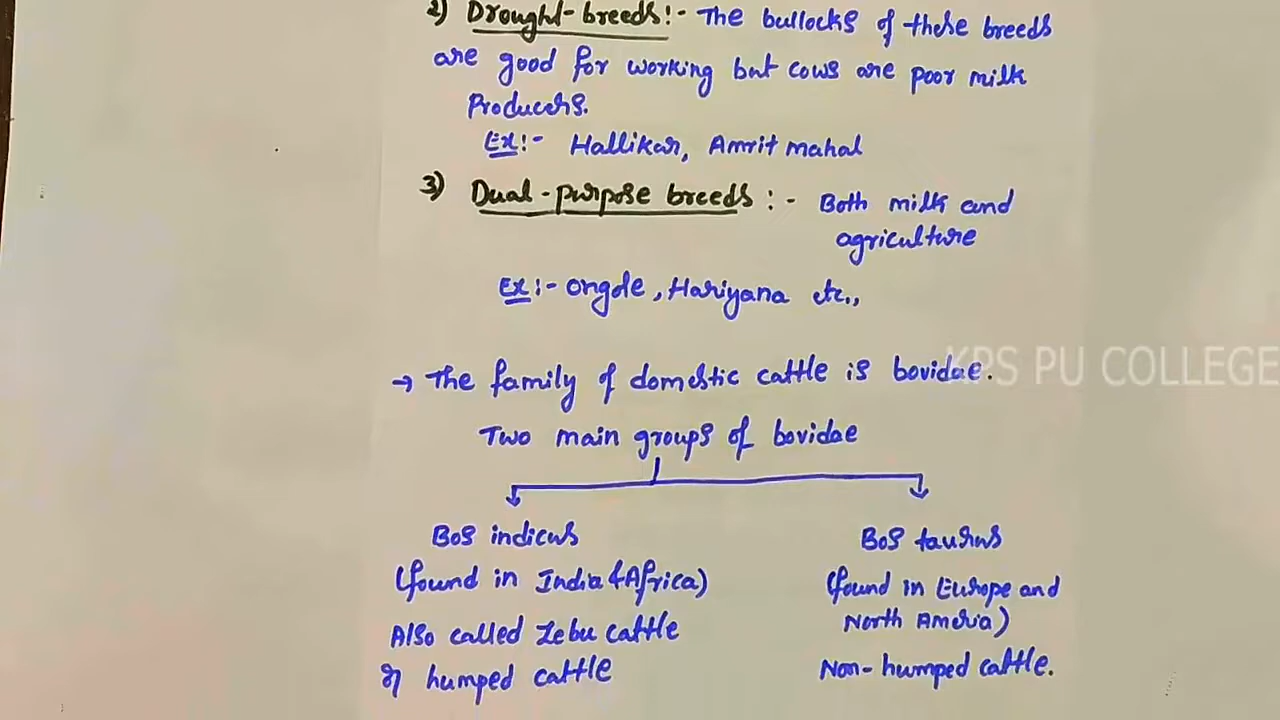 2) Drought-breeds:- The bullocks of these breeds
are good for working but cows are poor milk
Producers.
Ex:- Hallikar, Amrit mahal
3) Dual-purpose breeds :- Both milk and
agriculture
Ex:- ongole, Hariyana etc.,
→ The family of domestic cattle is bovidae.
KPS PU COLLEGE
Two main groups of bovidae
Bos indicus
(found in India & Africa)
Also called Zebu cattle
or humped cattle
Bos taurus
(found in Europe and
North Ameria)
Non-humped cattle.